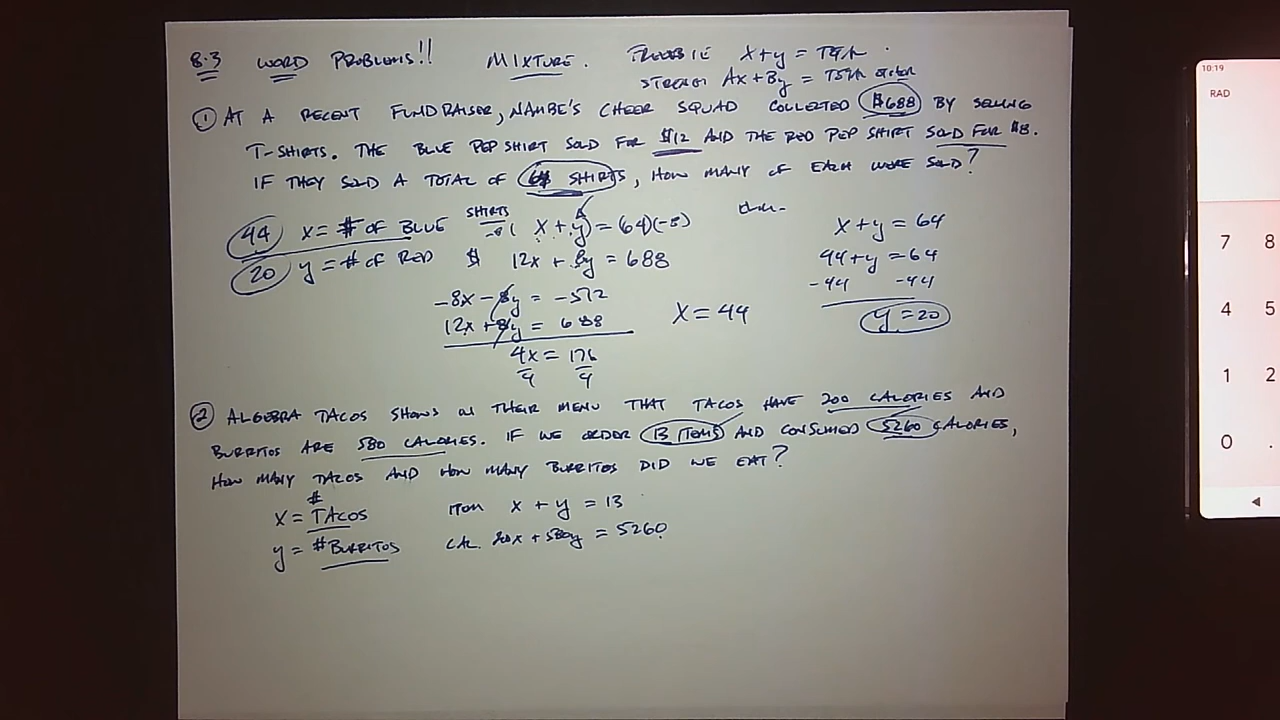 8.3 WORD PROBLEMS!! MIXTURE. X+y =
STRENGTH Ax+By =
① AT A RECENT FUNDRAISER, NAMBE'S CHEER SQUAD COLLECTED $688 BY SELLING
T-SHIRTS. THE BLUE PEP SHIRT SOLD FOR $12 AND THE RED PEP SHIRT SOLD FOR $8.
IF THEY SOLD A TOTAL OF 64 SHIRTS, HOW MANY OF EACH WERE SOLD?
44 X = # OF BLUE SHIRTS -8( X + y = 64)(-8)
20 y = # OF RED $ 12x + 8y = 688
-8x - 8y = -512
12x + 8y = 688
4x = 176
4 4
X = 44
X + y = 64
44 + y = 64
-44 -44
y = 20
② ALGEBRA TACOS SHOWS ON THEIR MENU THAT TACOS HAVE 200 CALORIES AND
BURRITOS ARE 580 CALORIES. IF WE ORDER 13 ITEMS AND CONSUMED 5260 CALORIES,
HOW MANY TACOS AND HOW MANY BURRITOS DID WE EAT?
X = # TACOS ITEM X + y = 13
y = # BURRITOS CAL. 200x + 580y = 5260
10:19
RAD
7 8
4 5
1 2
0 .